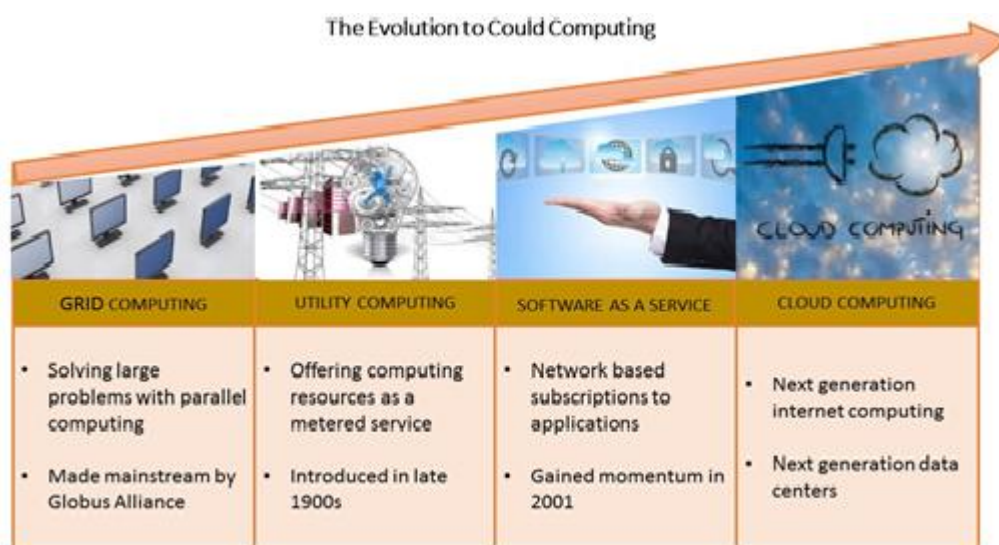 The Evolution to Could Computing
CLOUD COMPUTING
GRID COMPUTING
UTILITY COMPUTING
SOFTWARE AS A SERVICE
CLOUD COMPUTING
• Solving large
problems with parallel
computing
• Made mainstream by
Globus Alliance
• Offering computing
resources as a
metered service
• Introduced in late
1900s
• Network based
subscriptions to
applications
• Gained momentum in
2001
• Next generation
internet computing
• Next generation data
centers